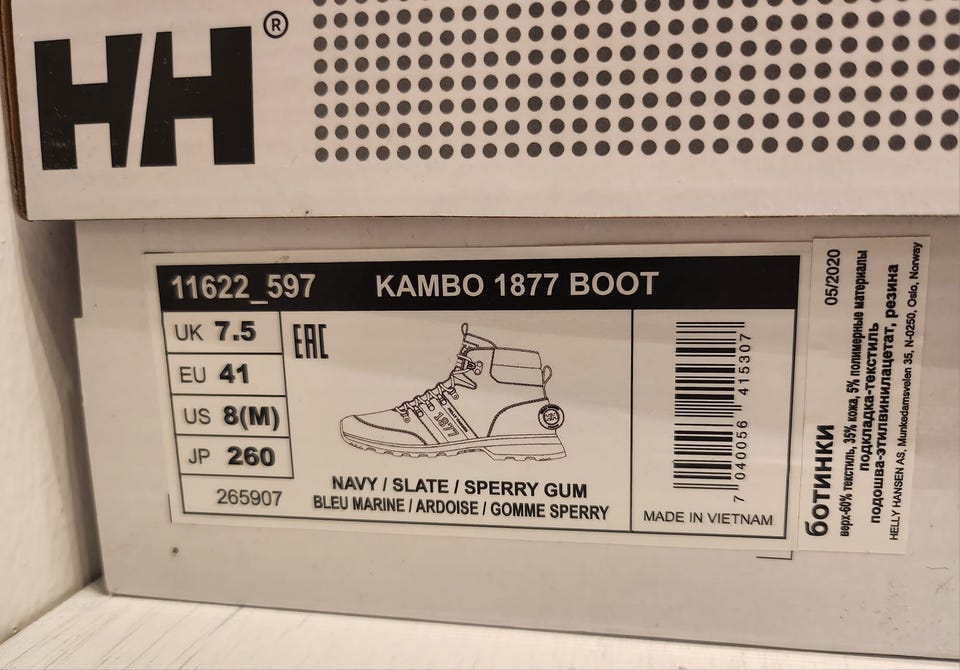 HH®
11622_597 KAMBO 1877 BOOT
UK 7.5
EU 41
US 8(M)
JP 260
265907
EAC
1877
NAVY / SLATE / SPERRY GUM
BLEU MARINE / ARDOISE / GOMME SPERRY
7 040056 415307
MADE IN VIETNAM
05/2020
ботинки
верх-60% текстиль, 35% кожа, 5% полимерные материалы
подкладка-текстиль
подошва-этилвинилацетат, резина
HELLY HANSEN AS, Munkedamsveien 35, N-0250, Oslo, Norway